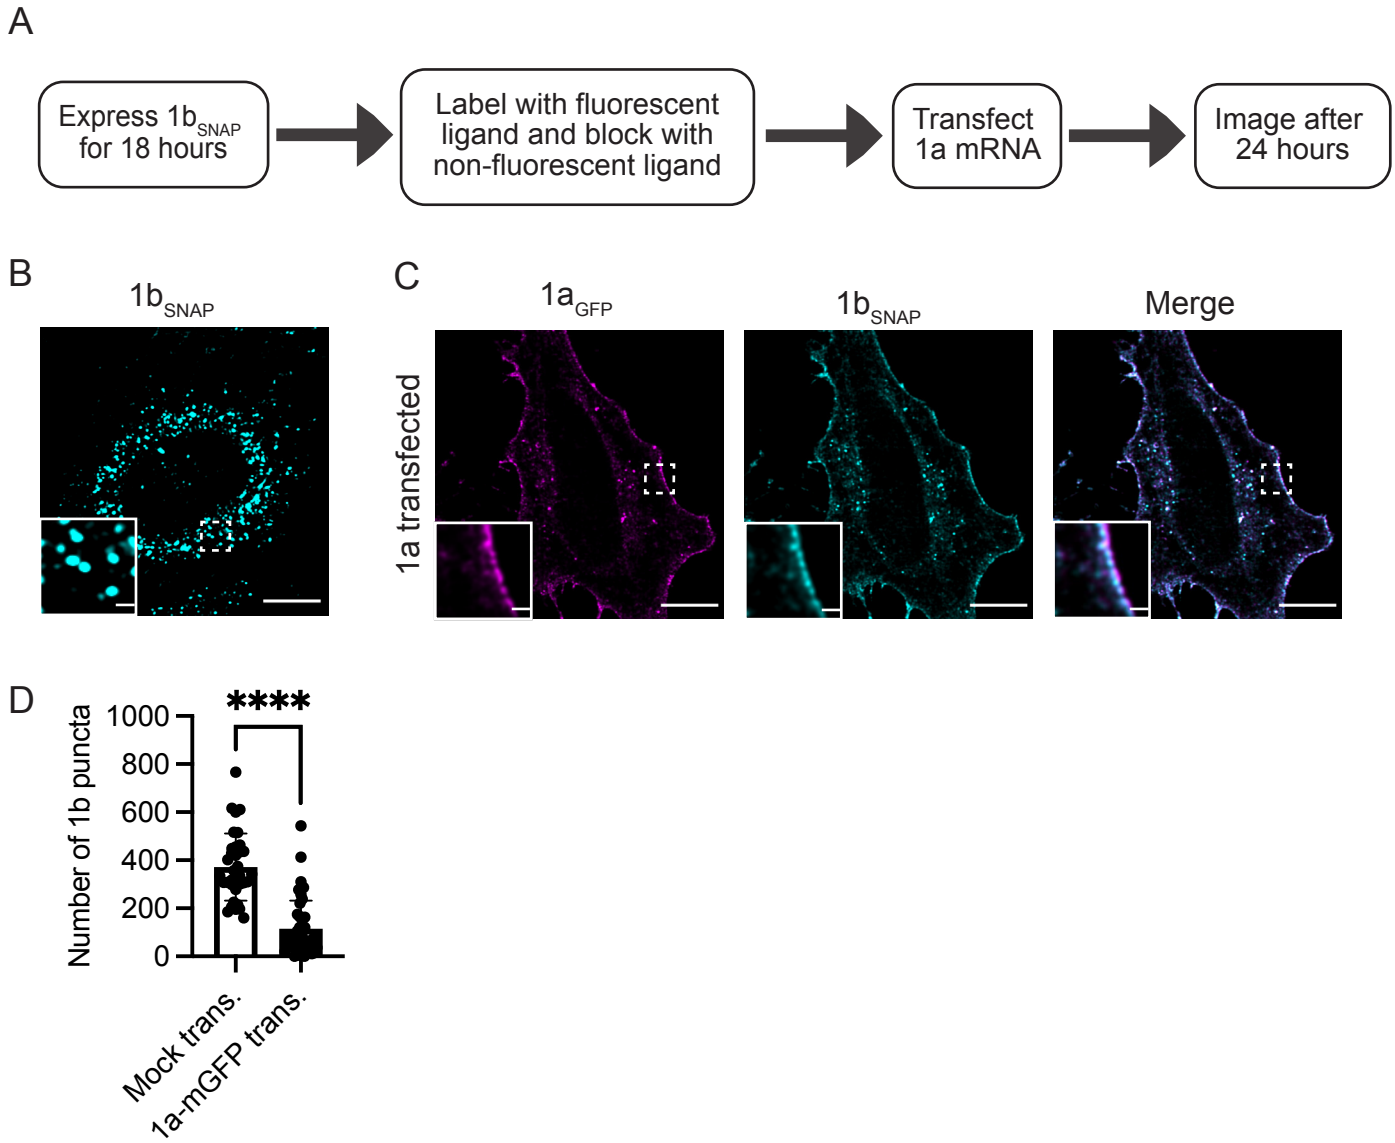 A
Express 1bSNAP
for 18 hours
Label with fluorescent
ligand and block with
non-fluorescent ligand
Transfect
1a mRNA
Image after
24 hours
B
1bSNAP
C
1aGFP
1bSNAP
Merge
1a transfected
D
****
Number of 1b puncta
1000
800
600
400
200
0
Mock trans.
1a-mGFP trans.